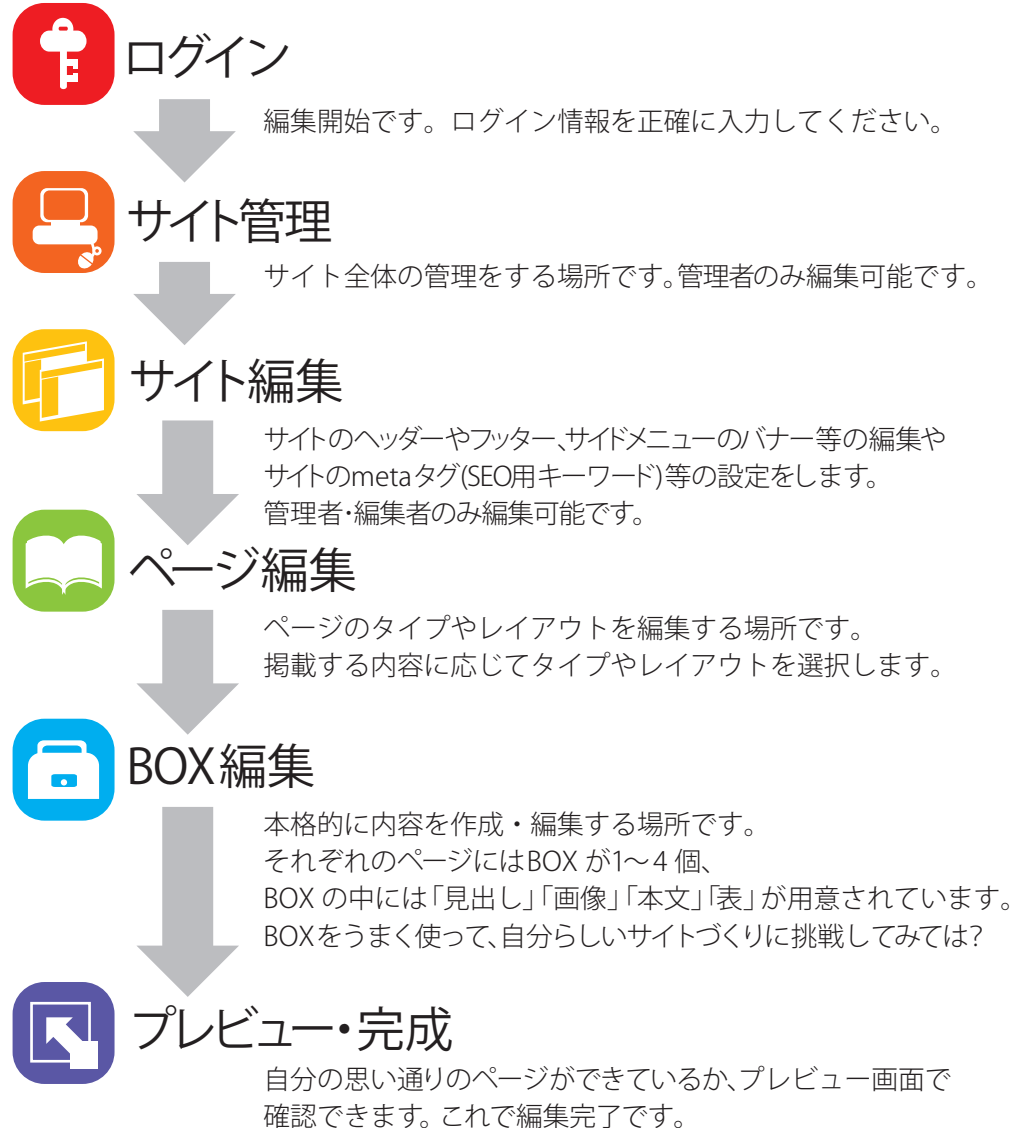 ログイン
編集開始です。ログイン情報を正確に入力してください。
サイト管理
サイト全体の管理をする場所です。管理者のみ編集可能です。
サイト編集
サイトのヘッダーやフッター、サイドメニューのバナー等の編集や
サイトのmetaタグ(SEO用キーワード)等の設定をします。
管理者・編集者のみ編集可能です。
ページ編集
ページのタイプやレイアウトを編集する場所です。
掲載する内容に応じてタイプやレイアウトを選択します。
BOX編集
本格的に内容を作成・編集する場所です。
それぞれのページにはBOX が1～4 個、
BOX の中には「見出し」「画像」「本文」「表」が用意されています。
BOXをうまく使って、自分らしいサイトづくりに挑戦してみては?
プレビュー・完成
自分の思い通りのページができているか、プレビュー画面で
確認できます。これで編集完了です。